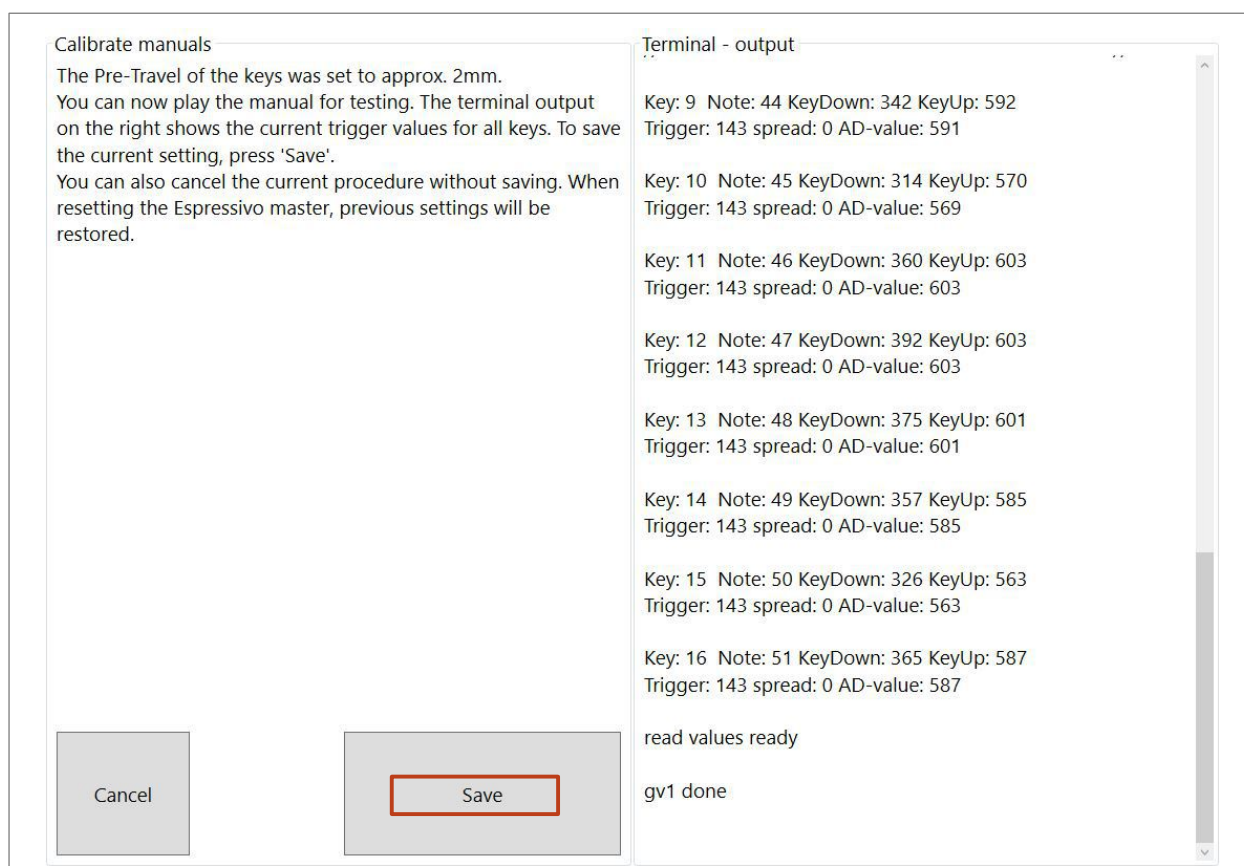 Calibrate manuals
The Pre-Travel of the keys was set to approx. 2mm.
You can now play the manual for testing. The terminal output
on the right shows the current trigger values for all keys. To save
the current setting, press 'Save'.
You can also cancel the current procedure without saving. When
resetting the Espressivo master, previous settings will be
restored.
Cancel
Save
Terminal - output
Key: 9 Note: 44 KeyDown: 342 KeyUp: 592
Trigger: 143 spread: 0 AD-value: 591
Key: 10 Note: 45 KeyDown: 314 KeyUp: 570
Trigger: 143 spread: 0 AD-value: 569
Key: 11 Note: 46 KeyDown: 360 KeyUp: 603
Trigger: 143 spread: 0 AD-value: 603
Key: 12 Note: 47 KeyDown: 392 KeyUp: 603
Trigger: 143 spread: 0 AD-value: 603
Key: 13 Note: 48 KeyDown: 375 KeyUp: 601
Trigger: 143 spread: 0 AD-value: 601
Key: 14 Note: 49 KeyDown: 357 KeyUp: 585
Trigger: 143 spread: 0 AD-value: 585
Key: 15 Note: 50 KeyDown: 326 KeyUp: 563
Trigger: 143 spread: 0 AD-value: 563
Key: 16 Note: 51 KeyDown: 365 KeyUp: 587
Trigger: 143 spread: 0 AD-value: 587
read values ready
gv1 done